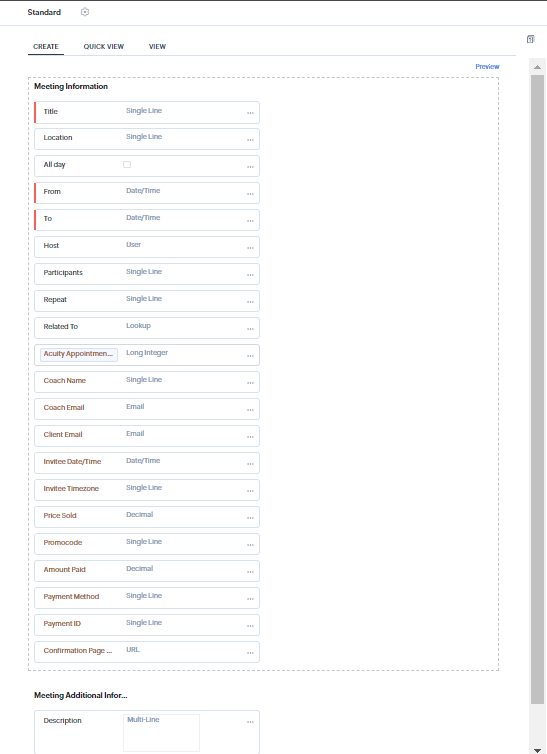 Standard
CREATE QUICK VIEW VIEW
Preview
Meeting Information
Title Single Line ...
Location Single Line ...
All day ...
From Date/Time ...
To Date/Time ...
Host User ...
Participants Single Line ...
Repeat Single Line ...
Related To Lookup ...
Acuity Appointmen... Long Integer ...
Coach Name Single Line ...
Coach Email Email ...
Client Email Email ...
Invitee Date/Time Date/Time ...
Invitee Timezone Single Line ...
Price Sold Decimal ...
Promocode Single Line ...
Amount Paid Decimal ...
Payment Method Single Line ...
Payment ID Single Line ...
Confirmation Page ... URL ...
Meeting Additional Infor...
Description Multi-Line ...